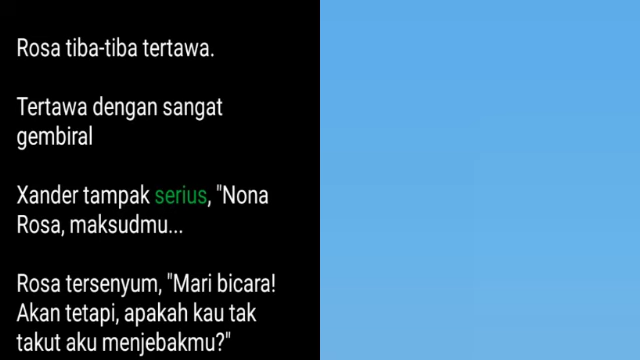 Rosa tiba-tiba tertawa.
Tertawa dengan sangat
gembiral
Xander tampak serius, "Nona
Rosa, maksudmu...
Rosa tersenyum, "Mari bicara!
Akan tetapi, apakah kau tak
takut aku menjebakmu?"